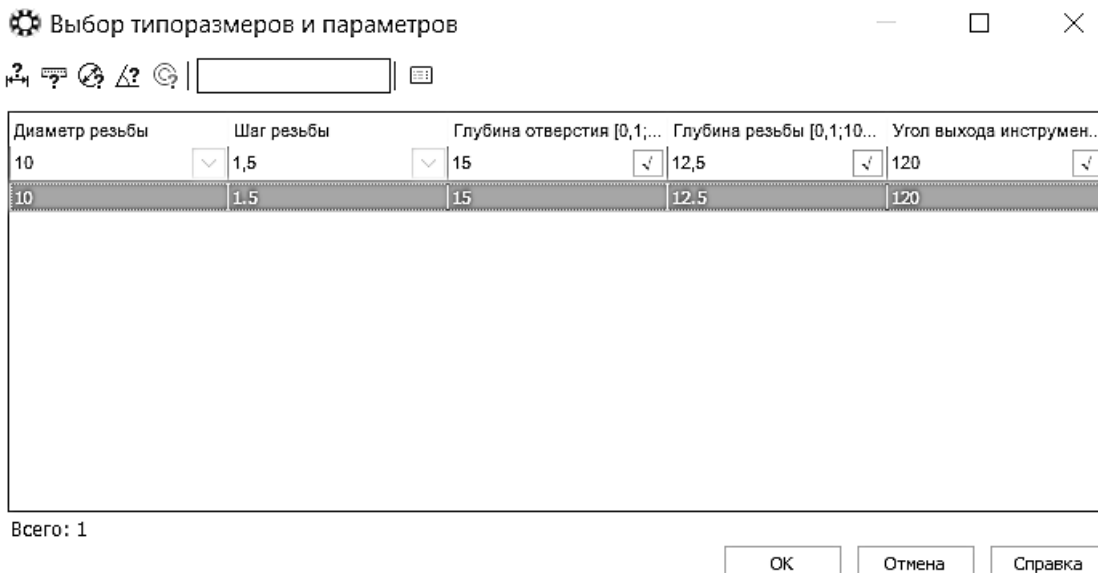 Выбор типоразмеров и параметров
Диаметр резьбы Шаг резьбы Глубина отверстия [0,1;... Глубина резьбы [0,1;10... Угол выхода инструмен...
10 1,5 15 12,5 120
10 1.5 15 12.5 120
Всего: 1
ОК Отмена Справка